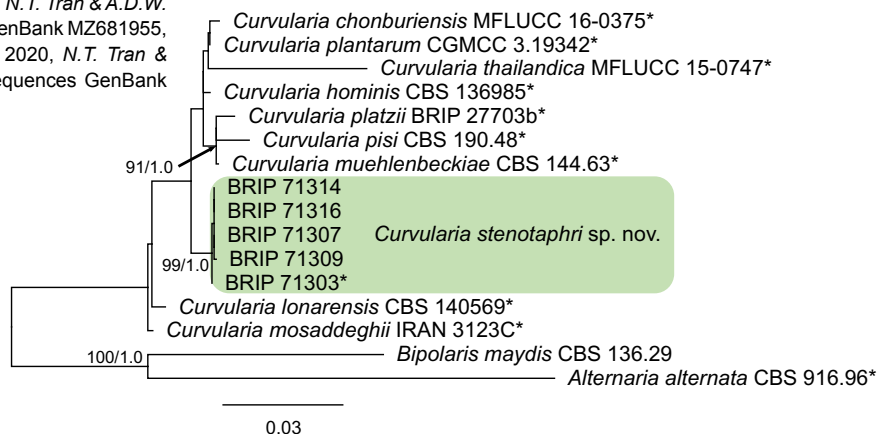 N.T. Tran & A.D.W.
GenBank MZ681955,
2020, N.T. Tran &
equences GenBank
Curvularia chonburiensis MFLUCC 16-0375*
Curvularia plantarum CGMCC 3.19342*
Curvularia thailandica MFLUCC 15-0747*
Curvularia hominis CBS 136985*
Curvularia platzii BRIP 27703b*
Curvularia pisi CBS 190.48*
Curvularia muehlenbeckiae CBS 144.63*
91/1.0
BRIP 71314
BRIP 71316
BRIP 71307 Curvularia stenotaphri sp. nov.
BRIP 71309
99/1.0
BRIP 71303*
Curvularia lonarensis CBS 140569*
Curvularia mosaddeghii IRAN 3123C*
100/1.0
Bipolaris maydis CBS 136.29
Alternaria alternata CBS 916.96*
0.03